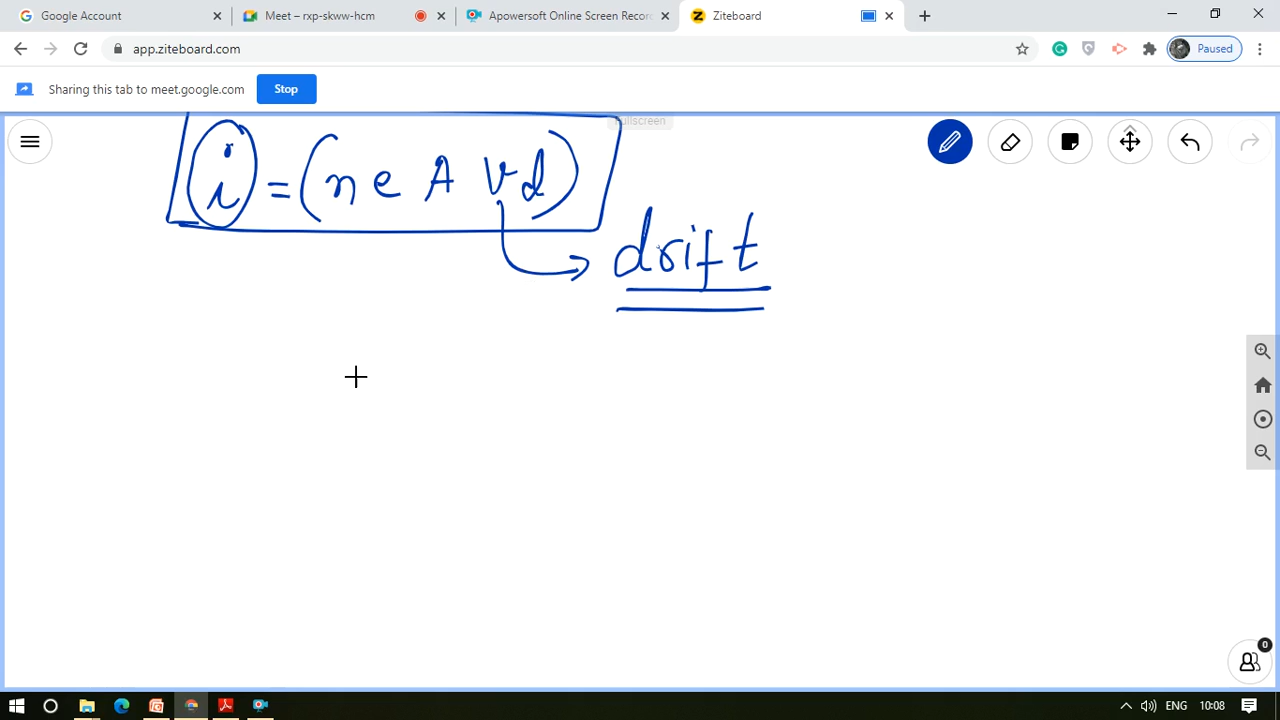 Google Account
Meet – rxp-skww-hcm
Apowersoft Online Screen Recor
Ziteboard
app.ziteboard.com
Paused
Sharing this tab to meet.google.com
Stop
Fullscreen
i = (n e A Vd)
drift
0
ENG
10:08